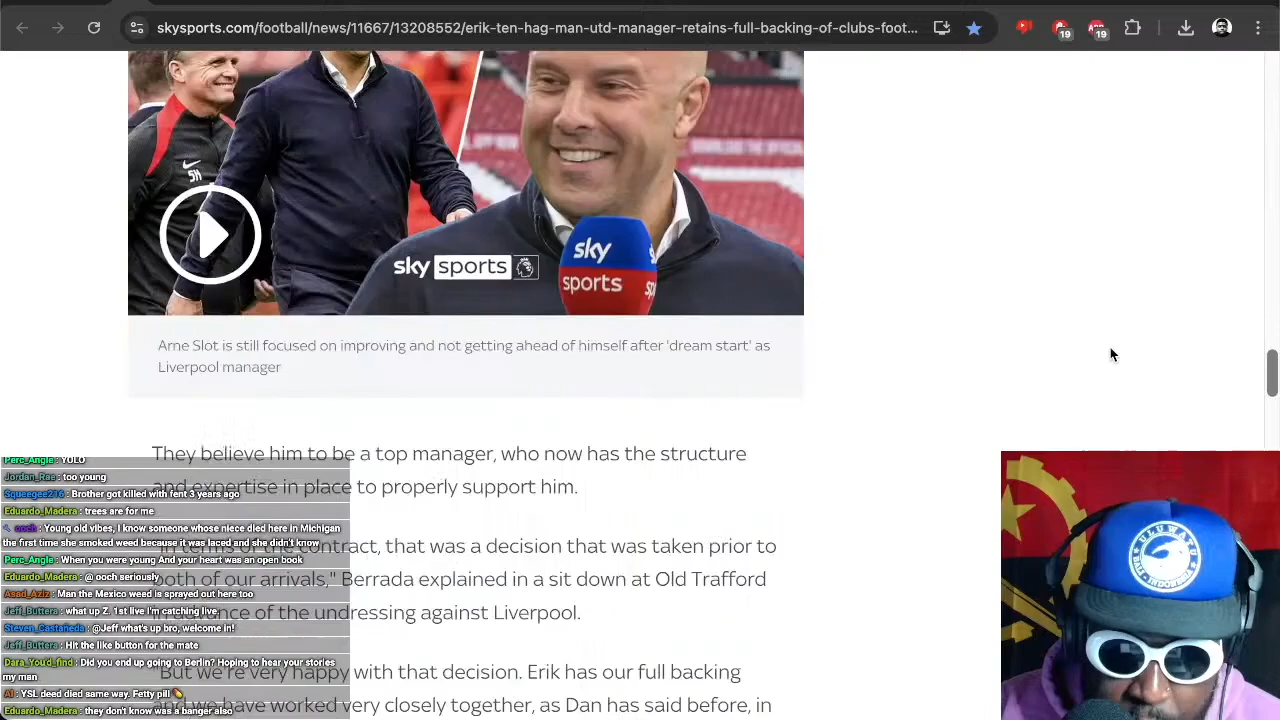 skysports.com/football/news/11667/13208552/erik-ten-hag-man-utd-manager-retains-full-backing-of-clubs-foot...
19
19
SH
sky sports
sky
sports
Arne Slot is still focused on improving and not getting ahead of himself after 'dream start' as
Liverpool manager
They believe him to be a top manager, who now has the structure
and expertise in place to properly support him.
"In terms of the contract, that was a decision that was taken prior to
both of our arrivals," Berrada explained in a sit down at Old Trafford
in advance of the undressing against Liverpool.
"But we're very happy with that decision. Erik has our full backing
and we have worked very closely together, as Dan has said before, in
Perc_Angle : YOLO
Jordan_Rae : too young
Squeegee216 : Brother got killed with fent 3 years ago
Eduardo_Madera : trees are for me
ooch : Young old vibes, I know someone whose niece died here in Michigan
the first time she smoked weed because it was laced and she didn't know
Perc_Angle : When you were young And your heart was an open book
Eduardo_Madera : @ ooch seriously
Asad_Aziz : Man the Mexico weed is sprayed out here too
Jeff_Buttera : what up Z. 1st live I'm catching live.
Steven_Castañeda : @Jeff what's up bro, welcome in!
Jeff_Buttera : Hit the like button for the mate
Dara_You'd_find : Did you end up going to Berlin? Hoping to hear your stories
my man
Al : YSL deed died same way. Fetty pill 💊
Eduardo_Madera : they don't know was a banger also
ULUWATU
BALI - INDONESIA